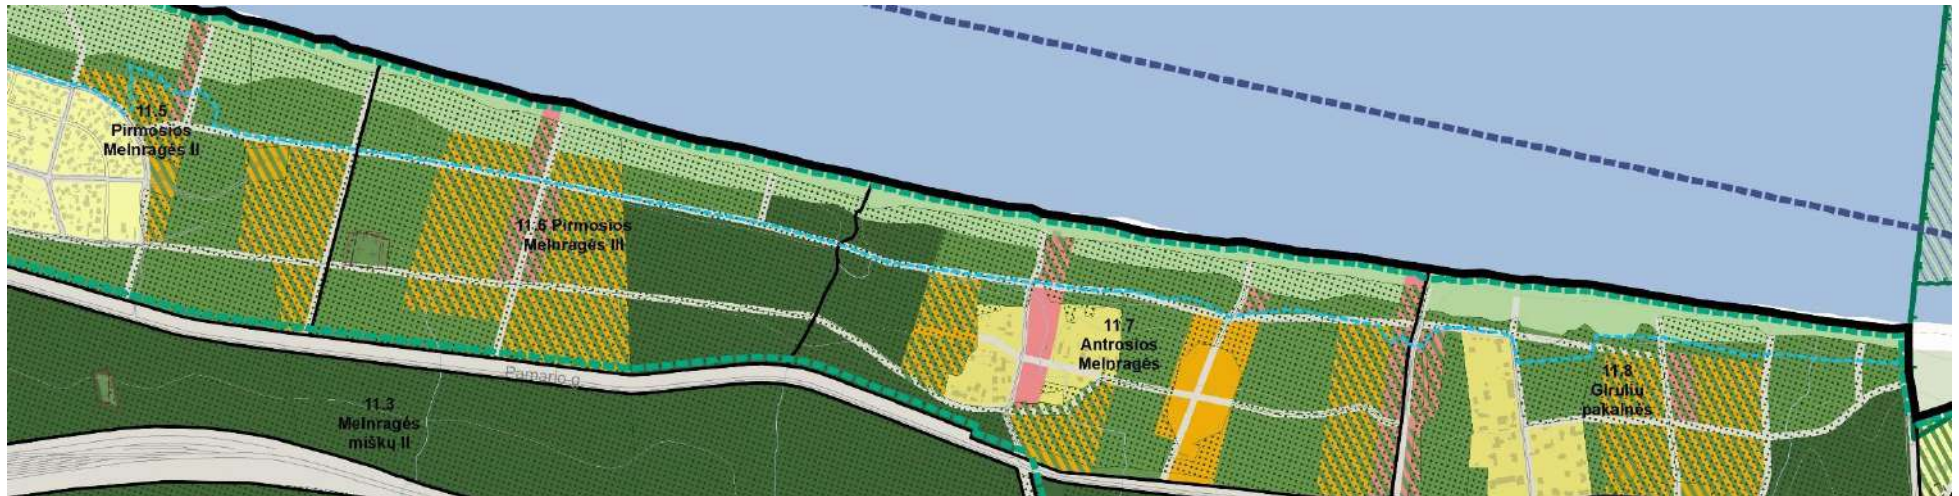 11.5
Pirmosios
Melnragės II
11.6 Pirmosios
Melnragės III
11.7
Antrosios
Melnragės
11.8
Girulių
pakalnės
Pamario g.
11.3
Melnragės
miškų II